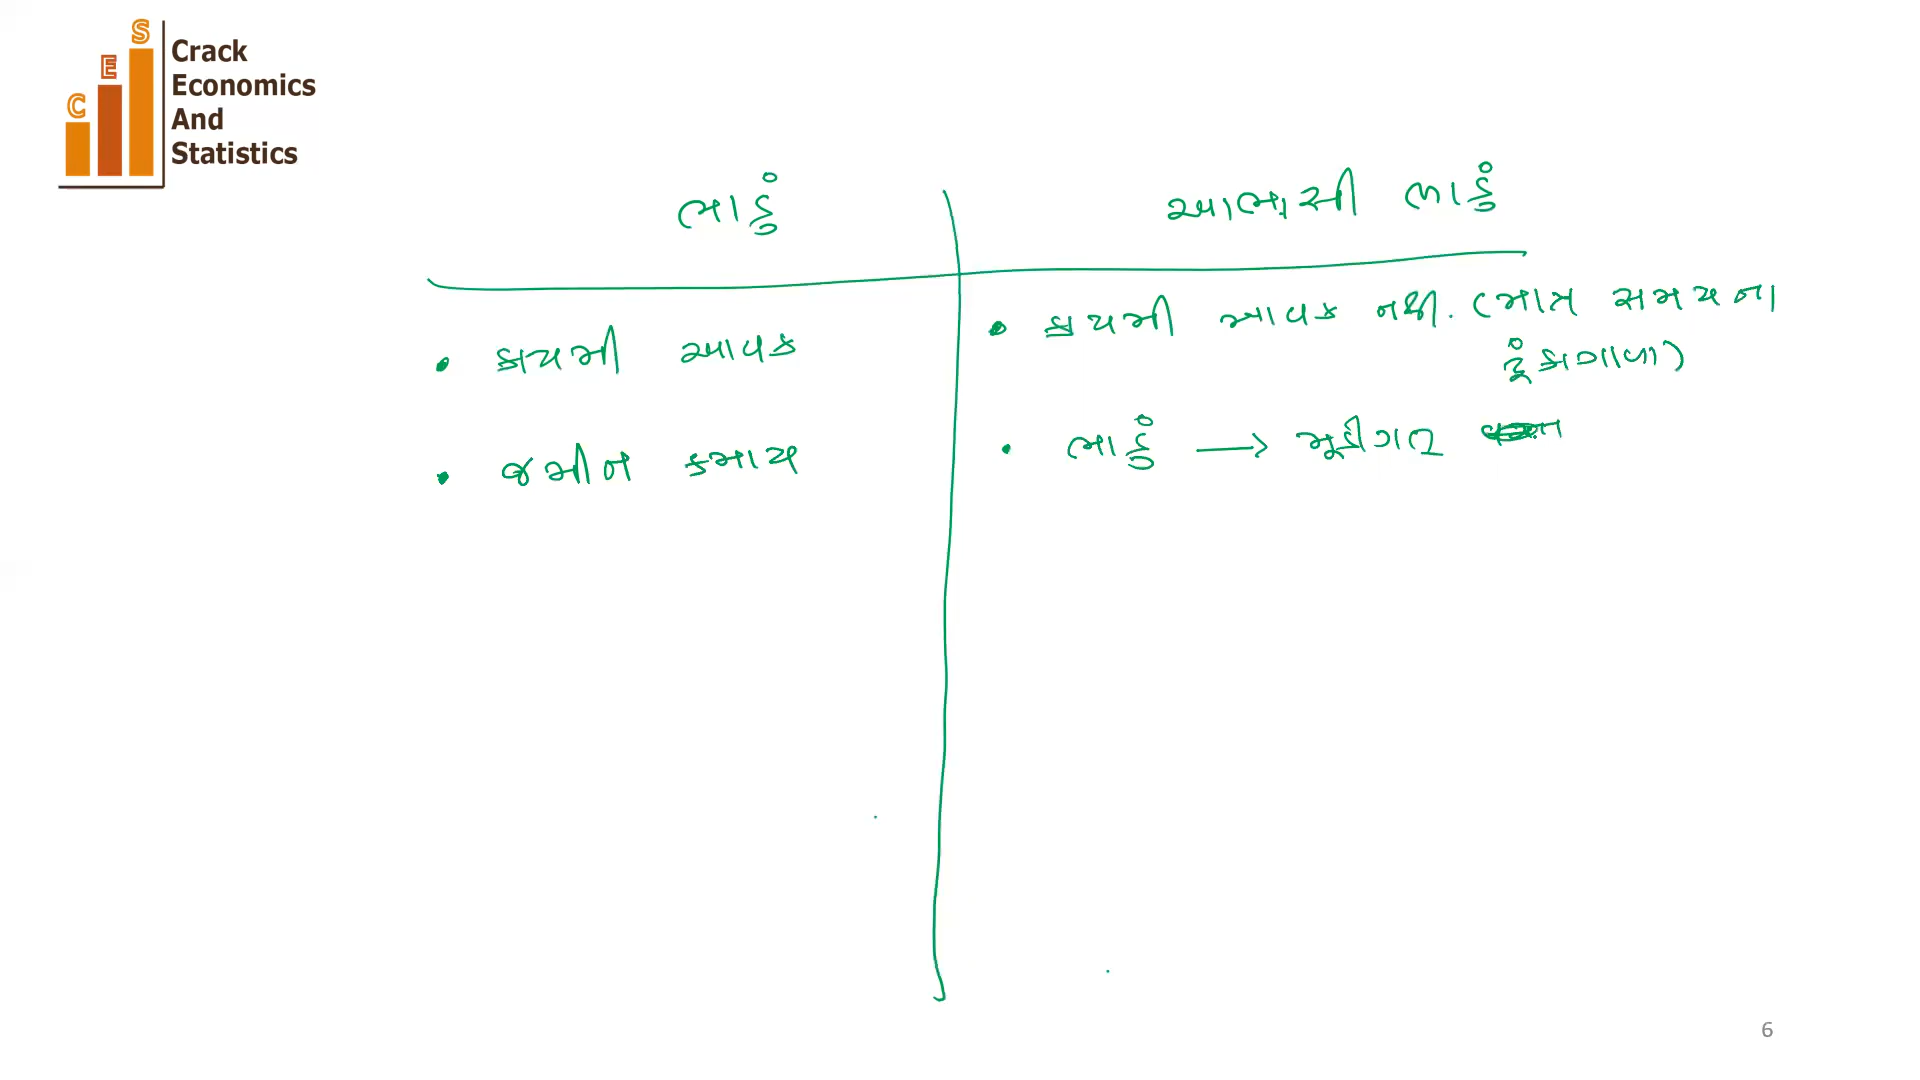 C E S
Crack
Economics
And
Statistics
ભાડું
આભાસી ભાડું
• કાયમી આવક
• કાયમી આવક નથી. (માત્ર સમયના
ટૂંકાગાળા)
• જમીન કમાય
• ભાડું → મૂડીગત
6